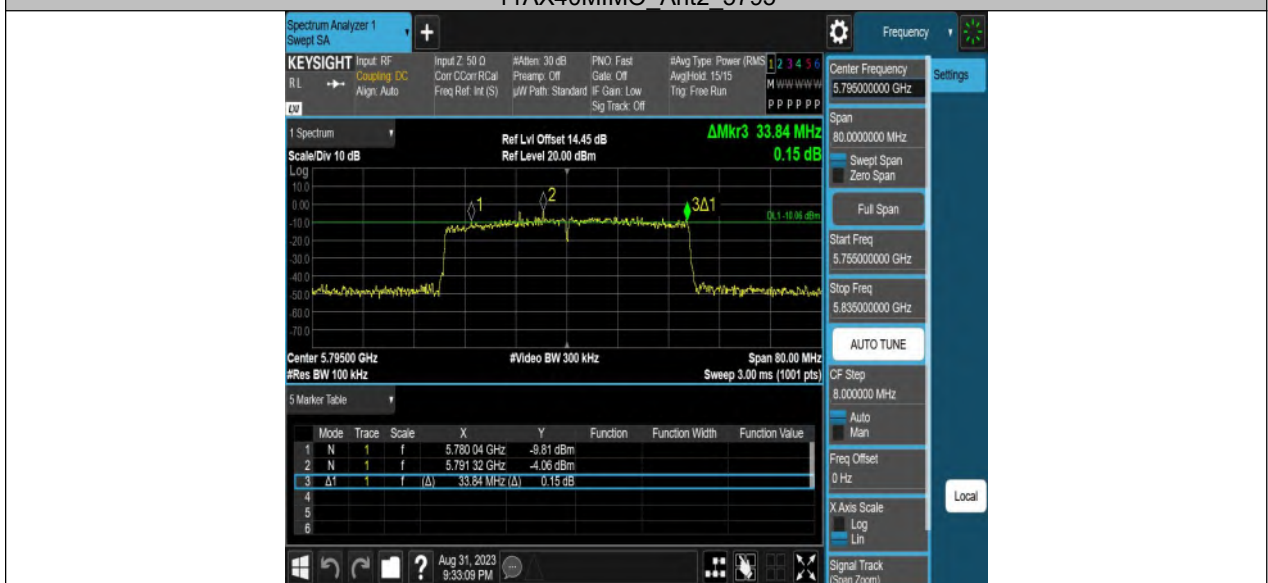 11AX40MIMO_Ant2_5795
Spectrum Analyzer 1
Swept SA
+
Frequency
KEYSIGHT
RL
LXI
Input: RF
Coupling: DC
Align: Auto
Input Z: 50 Ω
Corr CCorr RCal
Freq Ref: Int (S)
#Atten: 30 dB
Preamp: Off
µW Path: Standard
PNO: Fast
Gate: Off
IF Gain: Low
Sig Track: Off
#Avg Type: Power (RMS
Avg|Hold: 15/15
Trig: Free Run
1 2 3 4 5 6
M W W W W W
P P P P P P
Center Frequency
5.795000000 GHz
Settings
1 Spectrum
Scale/Div 10 dB
Log
Ref Lvl Offset 14.45 dB
Ref Level 20.00 dBm
ΔMkr3 33.84 MHz
0.15 dB
10.0
0.00
-10.0
-20.0
-30.0
-40.0
-50.0
-60.0
-70.0
1
2
3Δ1
DL1 -10.06 dBm
Center 5.79500 GHz
#Res BW 100 kHz
#Video BW 300 kHz
Span 80.00 MHz
Sweep 3.00 ms (1001 pts)
Span
80.0000000 MHz
Swept Span
Zero Span
Full Span
Start Freq
5.755000000 GHz
Stop Freq
5.835000000 GHz
AUTO TUNE
CF Step
8.000000 MHz
Auto
Man
Freq Offset
0 Hz
X Axis Scale
Log
Lin
Signal Track
(Span Zoom)
Local
5 Marker Table
Mode Trace Scale X Y Function Function Width Function Value
1 N 1 f 5.780 04 GHz -9.81 dBm
2 N 1 f 5.791 32 GHz -4.06 dBm
3 Δ1 1 f (Δ) 33.84 MHz (Δ) 0.15 dB
4
5
6
?
Aug 31, 2023
9:33:09 PM